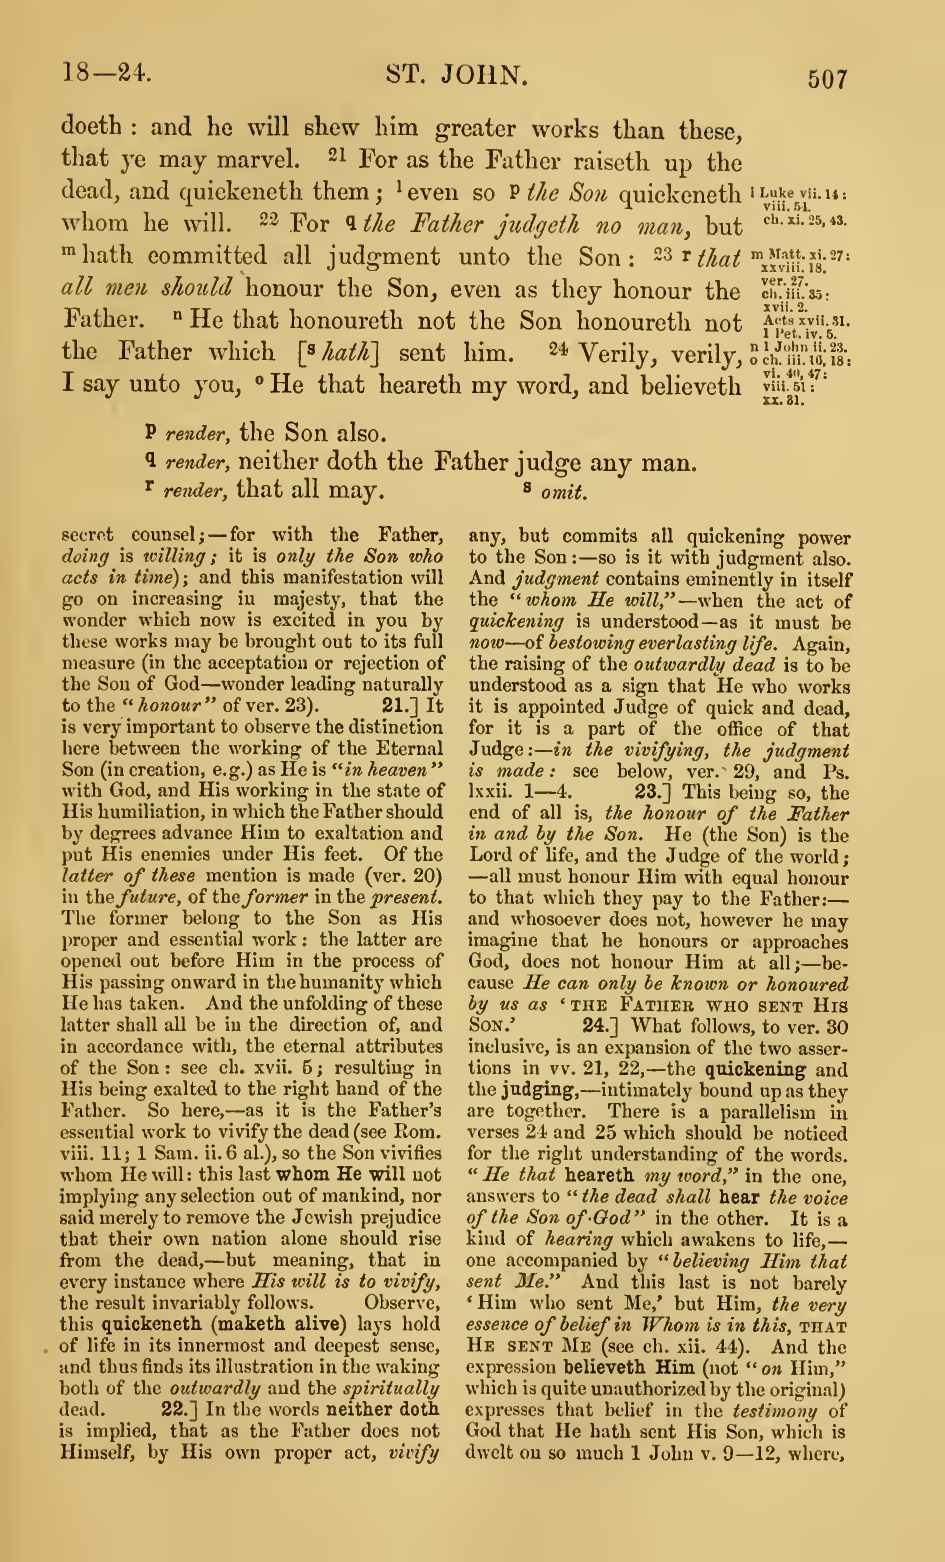 18—24.
ST. JOHN.
507
doeth : and he will shew him greater works than these,
that ye may marvel. 21 For as the Father raiseth up the
dead, and quickeneth them ; l even so p the Son quickeneth
whom he will. 22 For q the Father judgeth no man, but
m hath committed all judgment unto the Son : 23 r that
all men should honour the Son, even as they honour the
Father. n He that honoureth not the Son honoureth not
the Father which [s hath] sent him. 24 Verily, verily,
I say unto you, o He that heareth my word, and believeth
l Luke vii. 14 :
viii. 54.
ch. xi. 25, 43.
m Matt. xi. 27 :
xxviii. 18.
ver. 27.
ch. iii. 35 :
xvii. 2.
Acts xvii. 31.
1 Pet. iv. 5.
n 1 John ii. 23.
o ch. iii. 16, 18 :
vi. 40, 47 :
viii. 51 :
xx. 31.
p render, the Son also.
q render, neither doth the Father judge any man.
r render, that all may.
s omit.
secret counsel;—for with the Father,
doing is willing; it is only the Son who
acts in time); and this manifestation will
go on increasing in majesty, that the
wonder which now is excited in you by
these works may be brought out to its full
measure (in the acceptation or rejection of
the Son of God—wonder leading naturally
to the “honour” of ver. 23). 21.] It
is very important to observe the distinction
here between the working of the Eternal
Son (in creation, e.g.) as He is “in heaven”
with God, and His working in the state of
His humiliation, in which the Father should
by degrees advance Him to exaltation and
put His enemies under His feet. Of the
latter of these mention is made (ver. 20)
in the future, of the former in the present.
The former belong to the Son as His
proper and essential work : the latter are
opened out before Him in the process of
His passing onward in the humanity which
He has taken. And the unfolding of these
latter shall all be in the direction of, and
in accordance with, the eternal attributes
of the Son : see ch. xvii. 5; resulting in
His being exalted to the right hand of the
Father. So here,—as it is the Father's
essential work to vivify the dead (see Rom.
viii. 11; 1 Sam. ii. 6 al.), so the Son vivifies
whom He will: this last whom He will not
implying any selection out of mankind, nor
said merely to remove the Jewish prejudice
that their own nation alone should rise
from the dead,—but meaning, that in
every instance where His will is to vivify,
the result invariably follows. Observe,
this quickeneth (maketh alive) lays hold
of life in its innermost and deepest sense,
and thus finds its illustration in the waking
both of the outwardly and the spiritually
dead. 22.] In the words neither doth
is implied, that as the Father does not
Himself, by His own proper act, vivify
any, but commits all quickening power
to the Son :—so is it with judgment also.
And judgment contains eminently in itself
the “whom He will,”—when the act of
quickening is understood—as it must be
now—of bestowing everlasting life. Again,
the raising of the outwardly dead is to be
understood as a sign that He who works
it is appointed Judge of quick and dead,
for it is a part of the office of that
Judge :—in the vivifying, the judgment
is made : see below, ver. 29, and Ps.
lxxii. 1—4. 23.] This being so, the
end of all is, the honour of the Father
in and by the Son. He (the Son) is the
Lord of life, and the Judge of the world;
—all must honour Him with equal honour
to that which they pay to the Father:—
and whosoever does not, however he may
imagine that he honours or approaches
God, does not honour Him at all;—be-
cause He can only be known or honoured
by us as ‘THE FATHER WHO SENT HIS
SON.’ 24.] What follows, to ver. 30
inclusive, is an expansion of the two asser-
tions in vv. 21, 22,—the quickening and
the judging,—intimately bound up as they
are together. There is a parallelism in
verses 24 and 25 which should be noticed
for the right understanding of the words.
“He that heareth my word,” in the one,
answers to “the dead shall hear the voice
of the Son of God” in the other. It is a
kind of hearing which awakens to life,—
one accompanied by “believing Him that
sent Me.” And this last is not barely
‘Him who sent Me,’ but Him, the very
essence of belief in Whom is in this, THAT
HE SENT ME (see ch. xii. 44). And the
expression believeth Him (not “on Him,”
which is quite unauthorized by the original)
expresses that belief in the testimony of
God that He hath sent His Son, which is
dwelt on so much 1 John v. 9—12, where,